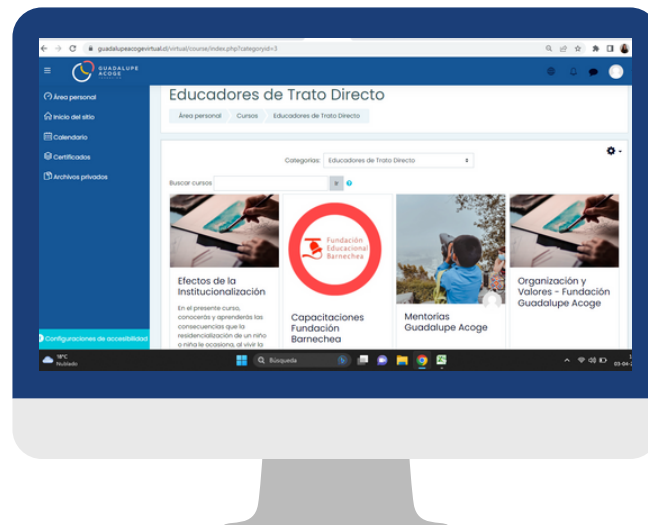 guadalupeacogevirtual.cl/virtual/course/index.php?categoryid=3
GUADALUPE
ACOGE
Área personal
Inicio del sitio
Calendario
Certificados
Archivos privados
Configuraciones de accesibilidad
Educadores de Trato Directo
Área personal
Cursos
Educadores de Trato Directo
Categorías:
Educadores de Trato Directo
Buscar cursos
Ir
Efectos de la
Institucionalización
En el presente curso,
conocerás y aprenderás las
consecuencias que la
residencialización de un niño
o niña le ocasiona, al vivir la
Fundación
Educacional
Barnechea
Capacitaciones
Fundación
Barnechea
Mentorias
Guadalupe Acoge
Organización y
Valores - Fundación
Guadalupe Acoge
18°C
Nublado
Búsqueda